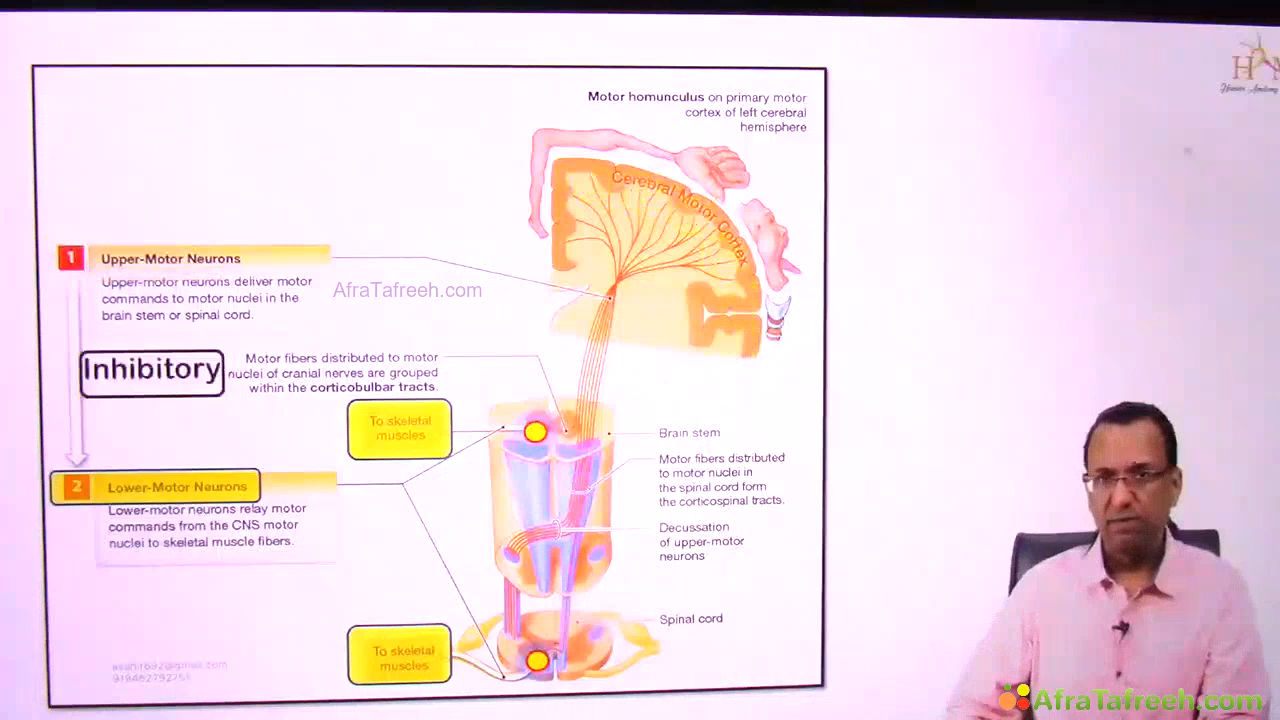 Motor homunculus on primary motor
cortex of left cerebral
hemisphere
Cerebral Motor Cortex
1 Upper-Motor Neurons
Upper-motor neurons deliver motor
commands to motor nuclei in the
brain stem or spinal cord.
AfraTafreeh.com
Inhibitory
Motor fibers distributed to motor
nuclei of cranial nerves are grouped
within the corticobulbar tracts.
To skeletal
muscles
Brain stem
Motor fibers distributed
to motor nuclei in
the spinal cord form
the corticospinal tracts.
2 Lower-Motor Neurons
Lower-motor neurons relay motor
commands from the CNS motor
nuclei to skeletal muscle fibers.
Decussation
of upper-motor
neurons
Spinal cord
To skeletal
muscles
AfraTafreeh.com